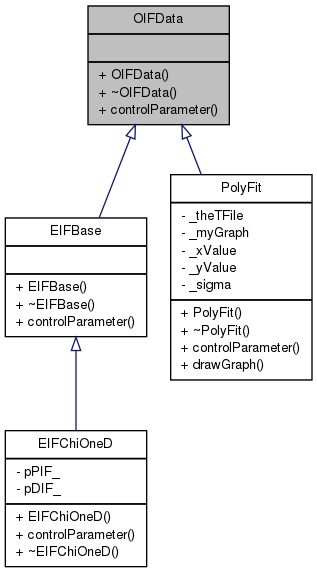 OIFData
+ OIFData()
+ ~OIFData()
+ controlParameter()
EIFBase
+ EIFBase()
+ ~EIFBase()
+ controlParameter()
PolyFit
- _theTFile
- _myGraph
- _xValue
- _yValue
- _sigma
+ PolyFit()
+ ~PolyFit()
+ controlParameter()
+ drawGraph()
EIFChiOneD
- pPIF_
- pDIF_
+ EIFChiOneD()
+ controlParameter()
+ ~EIFChiOneD()